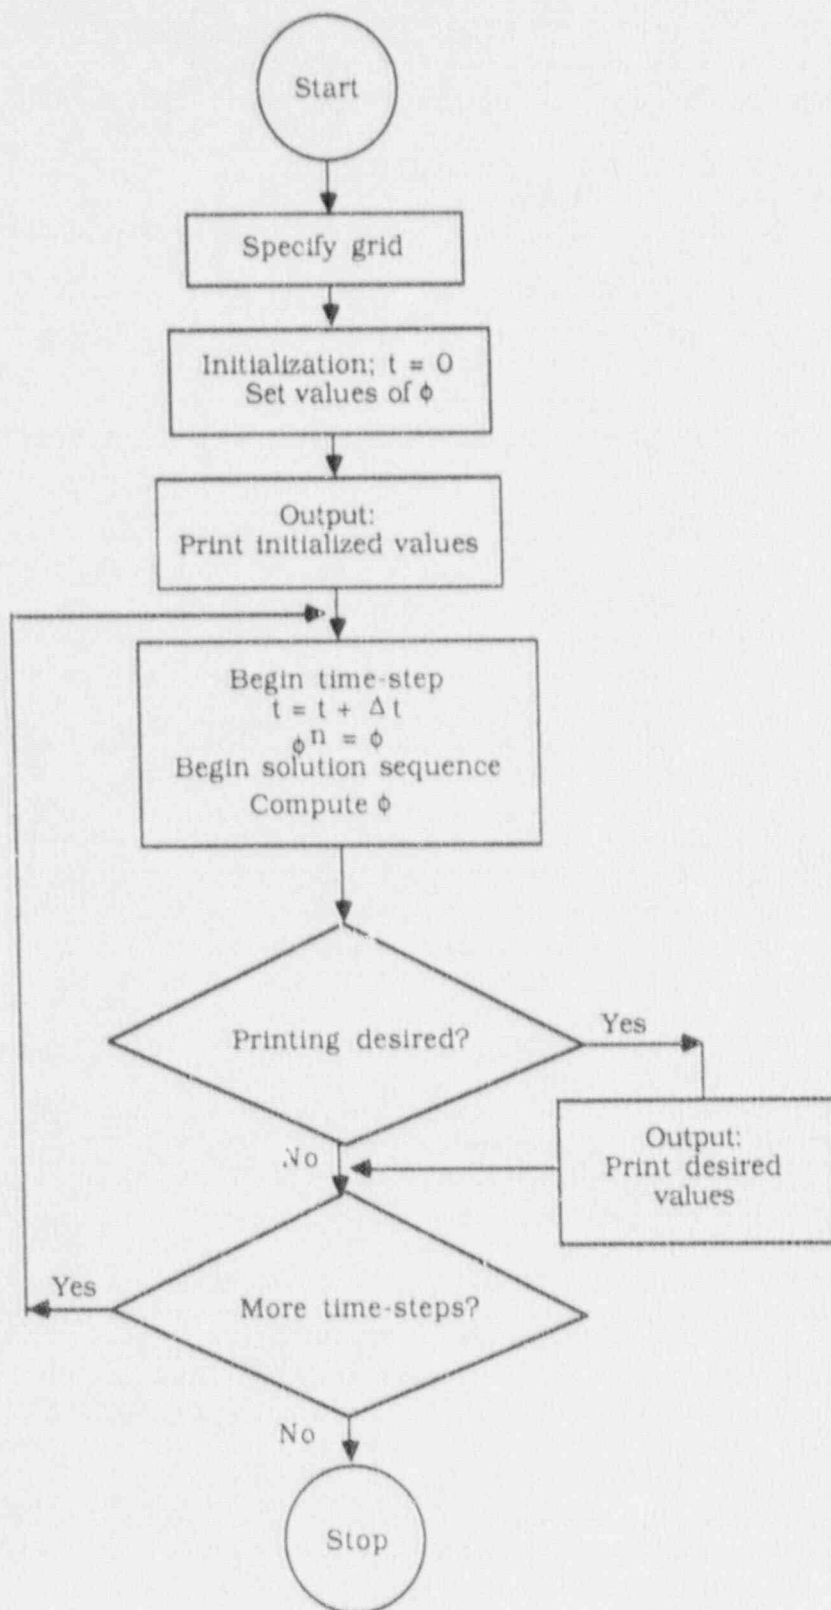 Start
Specify grid
Initialization; t = 0
Set values of ϕ
Output:
Print initialized values
Begin time-step
t = t + Δ t
ϕⁿ = ϕ
Begin solution sequence
Compute ϕ
Printing desired?
Yes
Output:
Print desired
values
No
More time-steps?
Yes
No
Stop